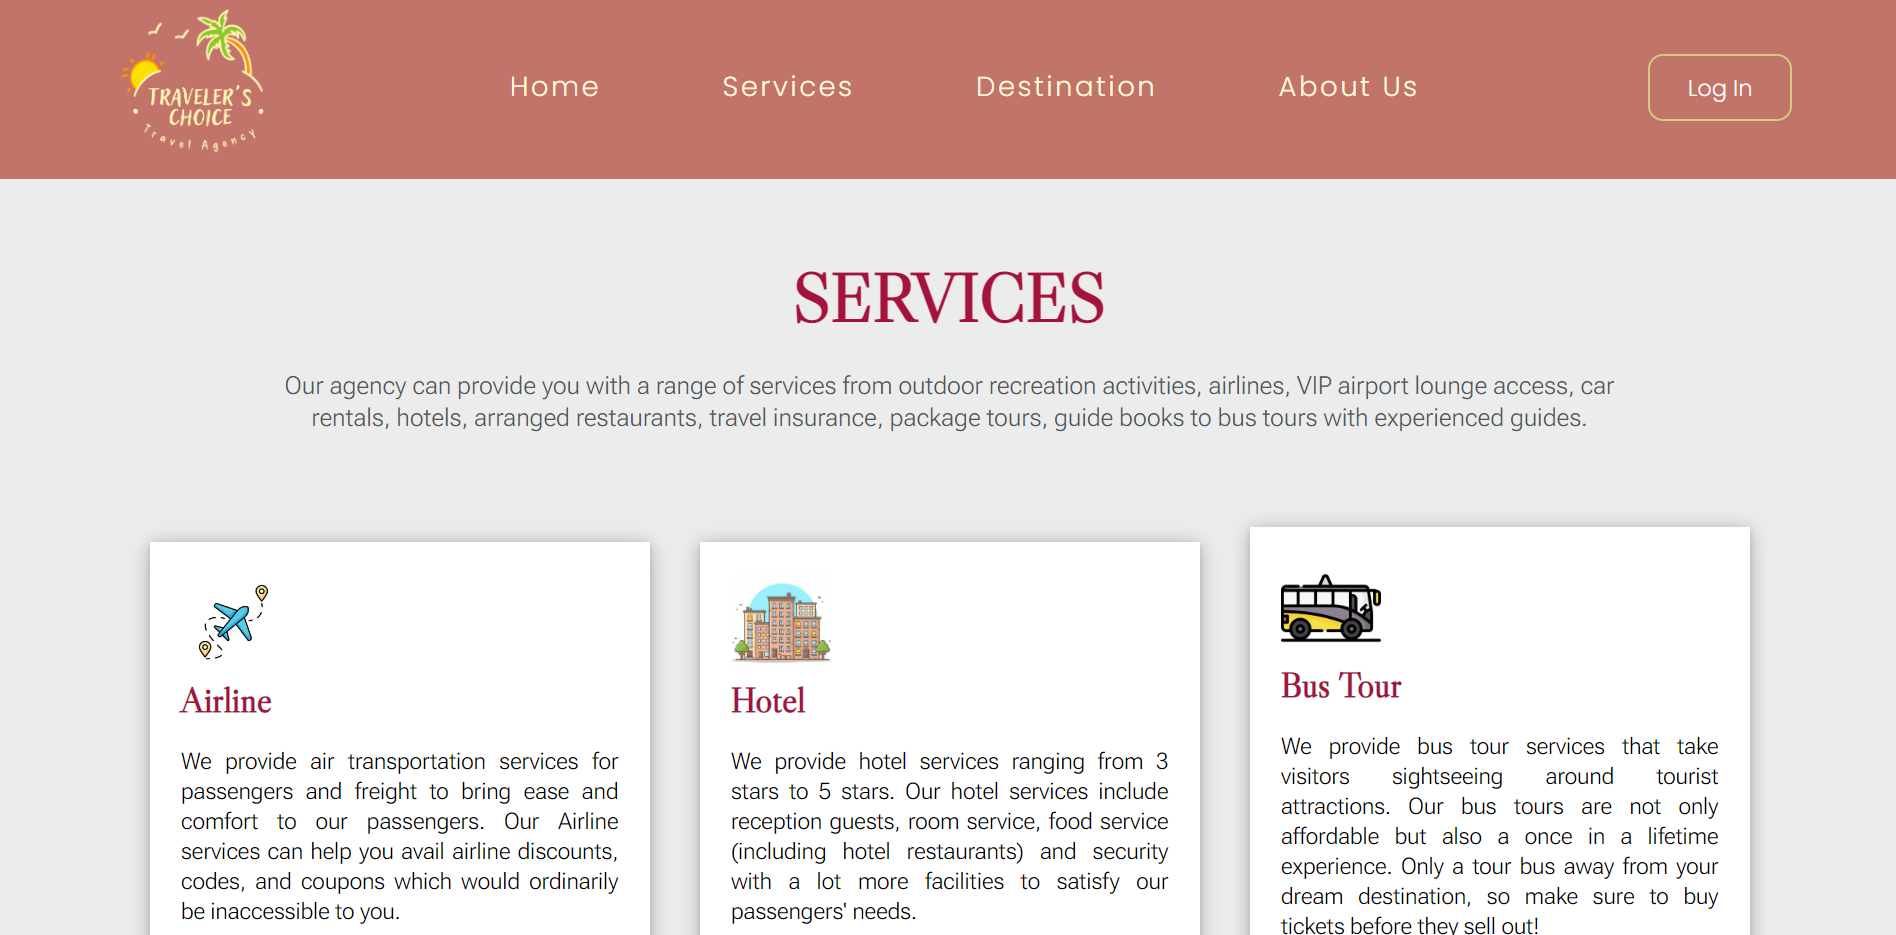 TRAVELER'S
CHOICE
Travel Agency
Home
Services
Destination
About Us
Log In
SERVICES
Our agency can provide you with a range of services from outdoor recreation activities, airlines, VIP airport lounge access, car
rentals, hotels, arranged restaurants, travel insurance, package tours, guide books to bus tours with experienced guides.
Airline
We provide air transportation services for
passengers and freight to bring ease and
comfort to our passengers. Our Airline
services can help you avail airline discounts,
codes, and coupons which would ordinarily
be inaccessible to you.
Hotel
We provide hotel services ranging from 3
stars to 5 stars. Our hotel services include
reception guests, room service, food service
(including hotel restaurants) and security
with a lot more facilities to satisfy our
passengers' needs.
Bus Tour
We provide bus tour services that take
visitors sightseeing around tourist
attractions. Our bus tours are not only
affordable but also a once in a lifetime
experience. Only a tour bus away from your
dream destination, so make sure to buy
tickets before they sell out!